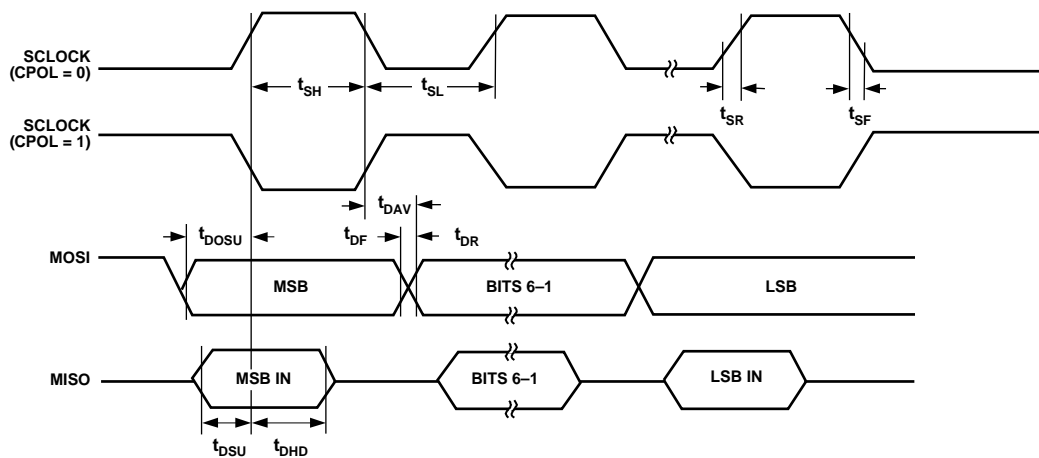 SCLOCK
(CPOL = 0)
tSH
tSL
tSR
tSF
SCLOCK
(CPOL = 1)
tDAV
tDOSU
tDF
tDR
MOSI
MSB
BITS 6–1
LSB
MISO
MSB IN
BITS 6–1
LSB IN
tDSU
tDHD